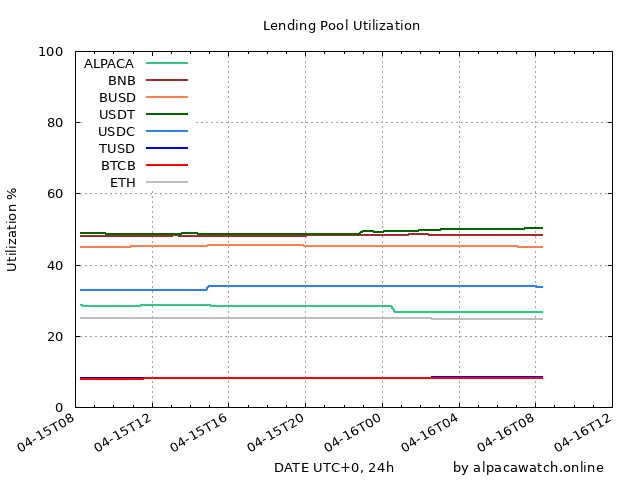 Lending Pool Utilization
100
80
60
40
20
0
Utilization %
ALPACA
BNB
BUSD
USDT
USDC
TUSD
BTCB
ETH
04-15T08
04-15T12
04-15T16
04-15T20
04-16T00
04-16T04
04-16T08
04-16T12
DATE UTC+0, 24h
by alpacawatch.online